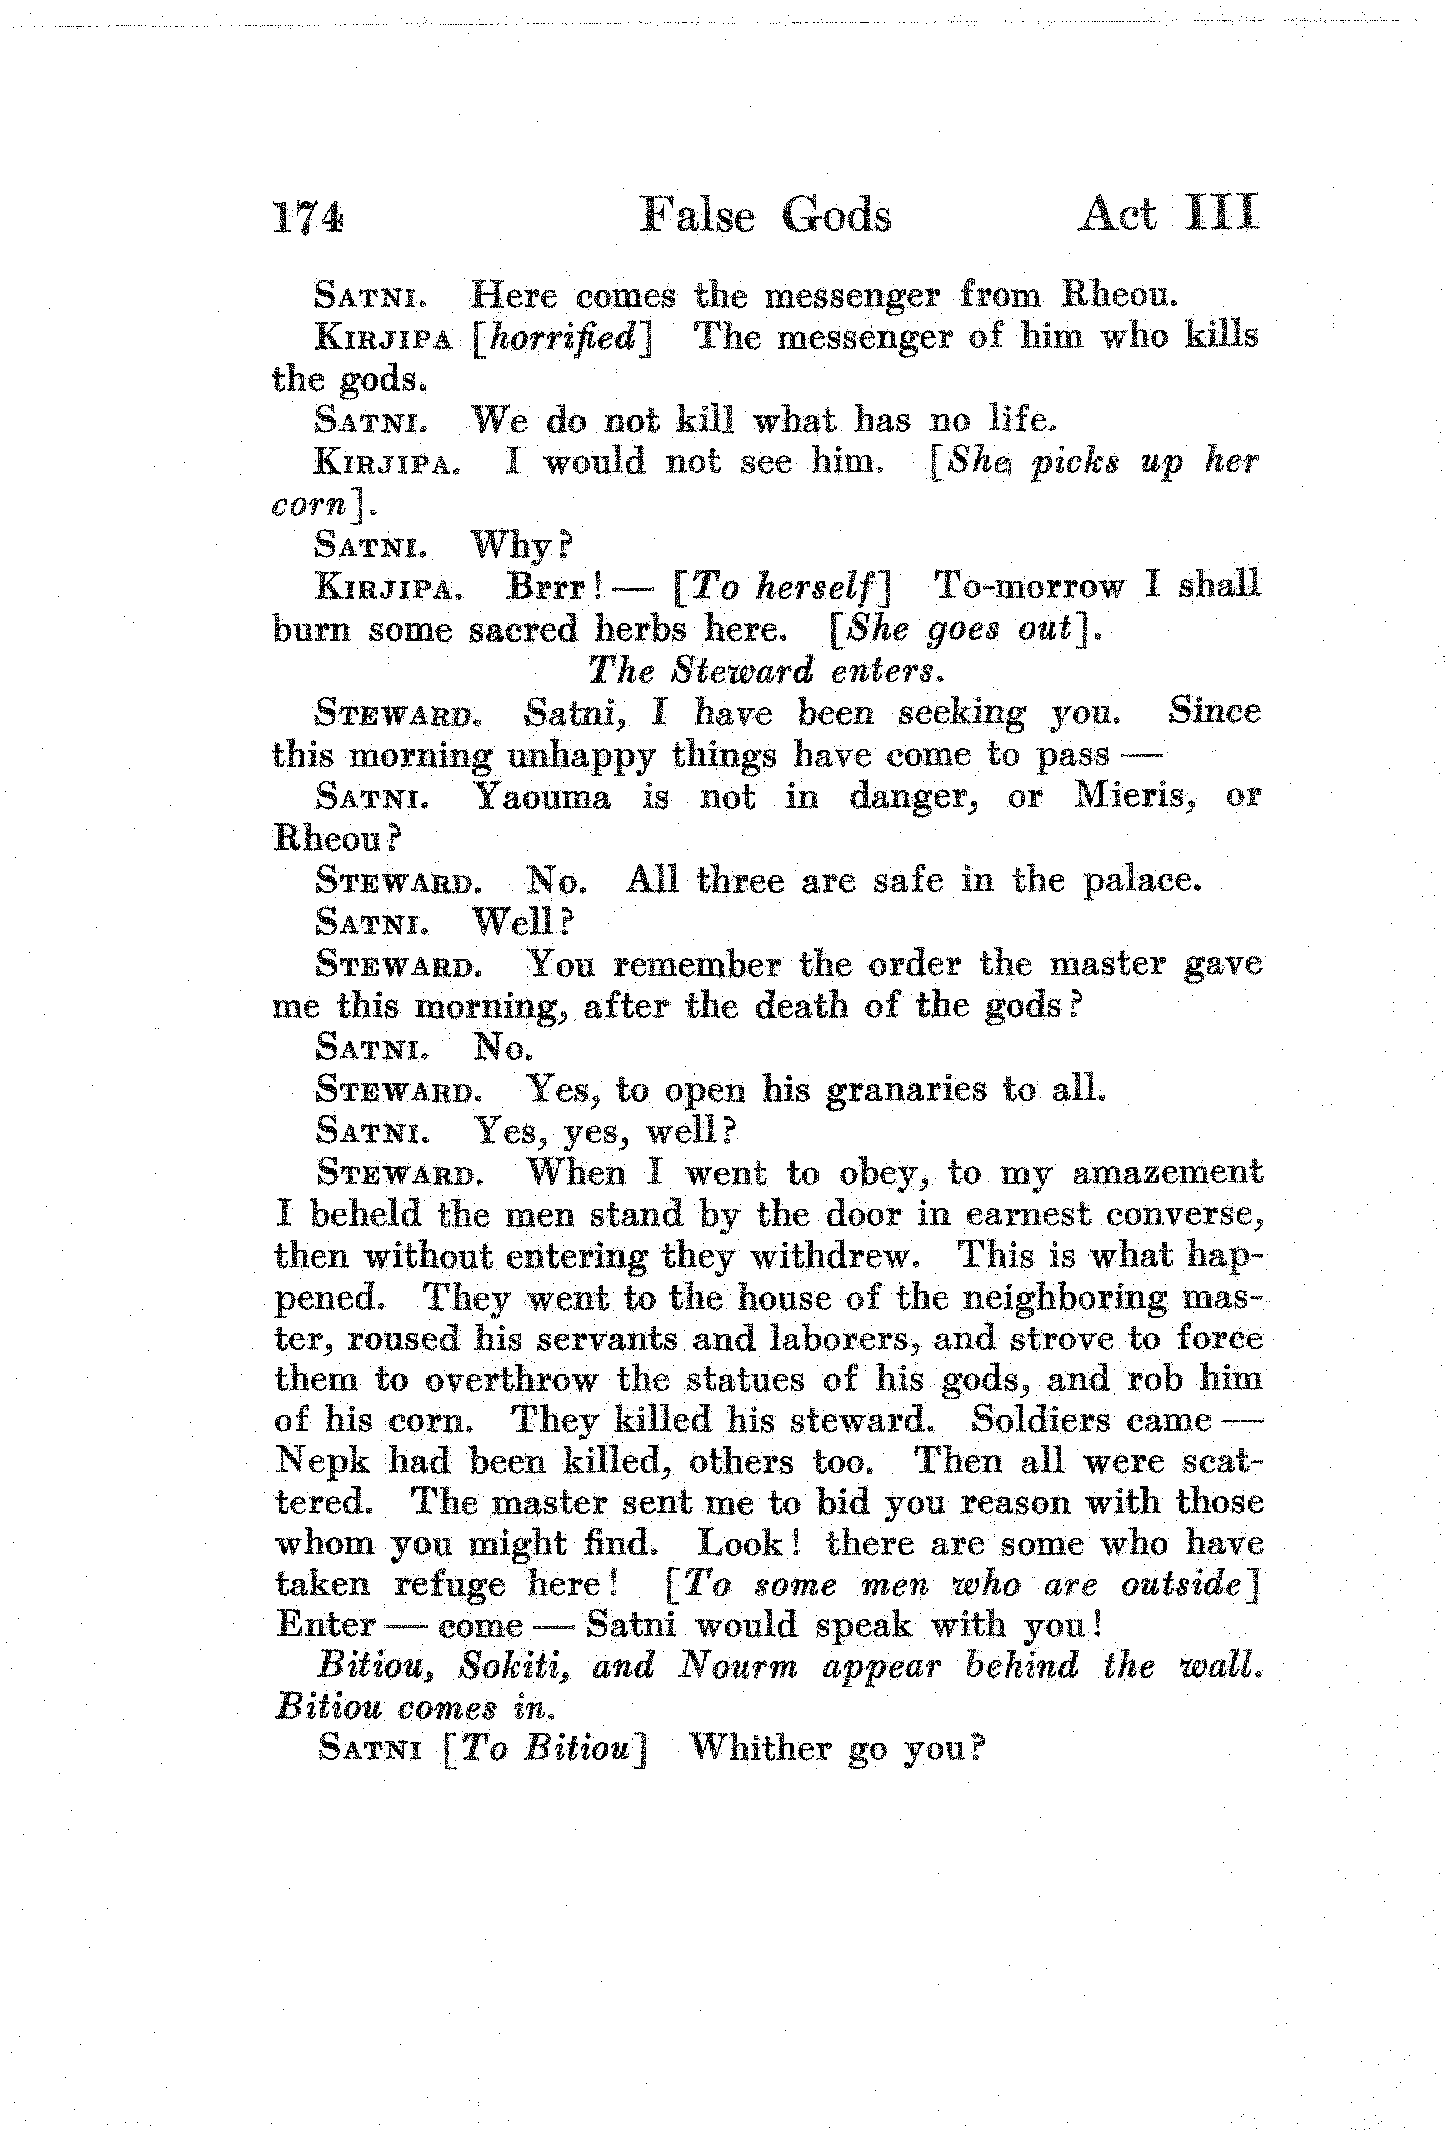 174 False Gods Act III
SATNI. Here comes the messenger from Rheou.
KIRJIPA [horrified] The messenger of him who kills
the gods.
SATNI. We do not kill what has no life.
KIRJIPA. I would not see him. [She picks up her
corn].
SATNI. Why?
KIRJIPA. Brrr!— [To herself] To-morrow I shall
burn some sacred herbs here. [She goes out].
The Steward enters.
STEWARD. Satni, I have been seeking you. Since
this morning unhappy things have come to pass —
SATNI. Yaouma is not in danger, or Mieris, or
Rheou?
STEWARD. No. All three are safe in the palace.
SATNI. Well?
STEWARD. You remember the order the master gave
me this morning, after the death of the gods?
SATNI. No.
STEWARD. Yes, to open his granaries to all.
SATNI. Yes, yes, well?
STEWARD. When I went to obey, to my amazement
I beheld the men stand by the door in earnest converse,
then without entering they withdrew. This is what hap-
pened. They went to the house of the neighboring mas-
ter, roused his servants and laborers, and strove to force
them to overthrow the statues of his gods, and rob him
of his corn. They killed his steward. Soldiers came —
Nepk had been killed, others too. Then all were scat-
tered. The master sent me to bid you reason with those
whom you might find. Look! there are some who have
taken refuge here! [To some men who are outside]
Enter — come — Satni would speak with you!
Bitiou, Sokiti, and Nourm appear behind the wall.
Bitiou comes in.
SATNI [To Bitiou] Whither go you?